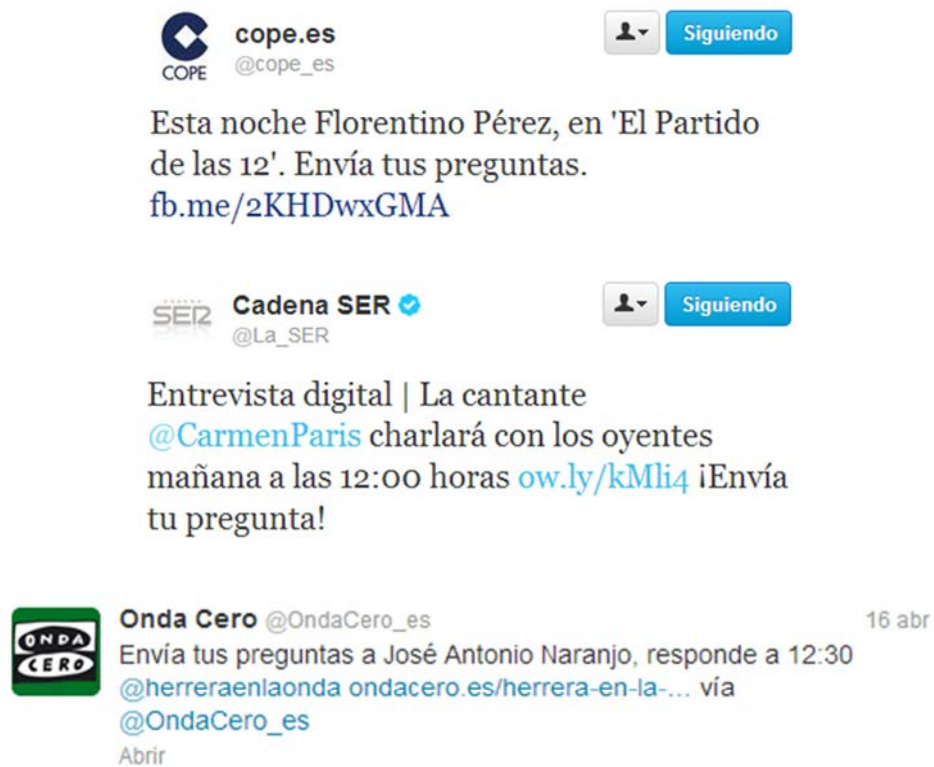 cope.es
Siguiendo
COPE
@cope_es
Esta noche Florentino Pérez, en 'El Partido
de las 12'. Envía tus preguntas.
fb.me/2KHDwxGMA
SER
Cadena SER
Siguiendo
@La_SER
Entrevista digital | La cantante
@CarmenParis charlará con los oyentes
mañana a las 12:00 horas ow.ly/kMli4 ¡Envía
tu pregunta!
ONDA
CERO
Onda Cero @OndaCero_es 16 abr
Envía tus preguntas a José Antonio Naranjo, responde a 12:30
@herreraenlaonda ondacero.es/herrera-en-la-... vía
@OndaCero_es
Abrir